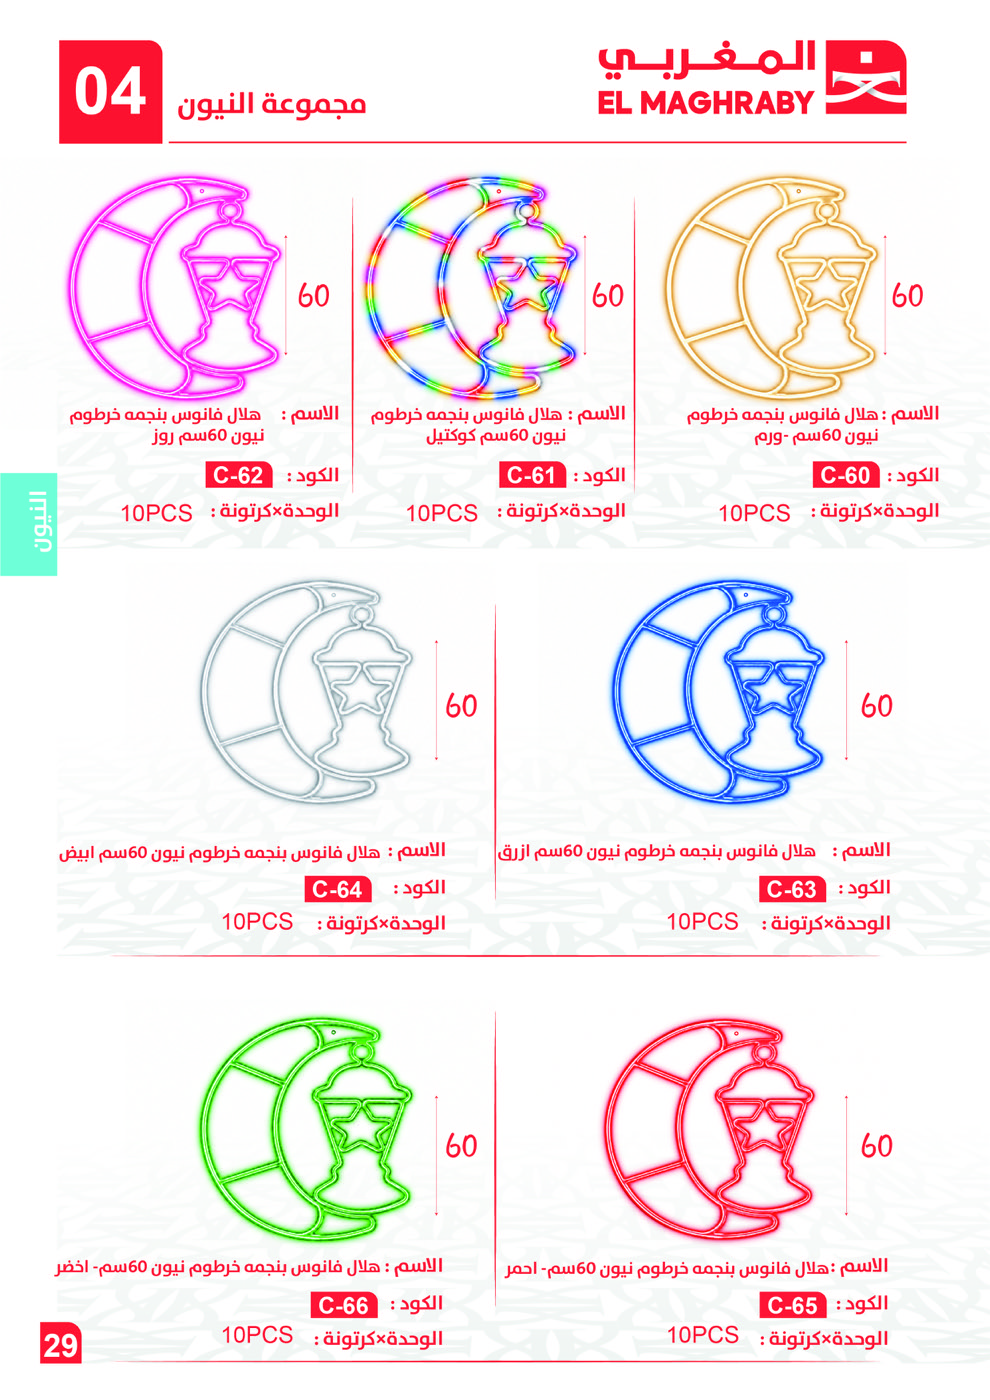 المغربي
EL MAGHRABY
04
مجموعة النيون
60
60
60
الاسم : هلال فانوس بنجمه خرطوم
نيون 60سم -ورم
الكود : C-60
الوحدة×كرتونة : 10PCS
الاسم : هلال فانوس بنجمه خرطوم
نيون 60سم كوكتيل
الكود : C-61
الوحدة×كرتونة : 10PCS
الاسم : هلال فانوس بنجمه خرطوم
نيون 60سم روز
الكود : C-62
الوحدة×كرتونة : 10PCS
النيون
60
60
الاسم : هلال فانوس بنجمه خرطوم نيون 60سم ازرق
الكود : C-63
الوحدة×كرتونة : 10PCS
الاسم : هلال فانوس بنجمه خرطوم نيون 60سم ابيض
الكود : C-64
الوحدة×كرتونة : 10PCS
60
60
الاسم : هلال فانوس بنجمه خرطوم نيون 60سم- احمر
الكود : C-65
الوحدة×كرتونة : 10PCS
الاسم : هلال فانوس بنجمه خرطوم نيون 60سم- اخضر
الكود : C-66
الوحدة×كرتونة : 10PCS
29